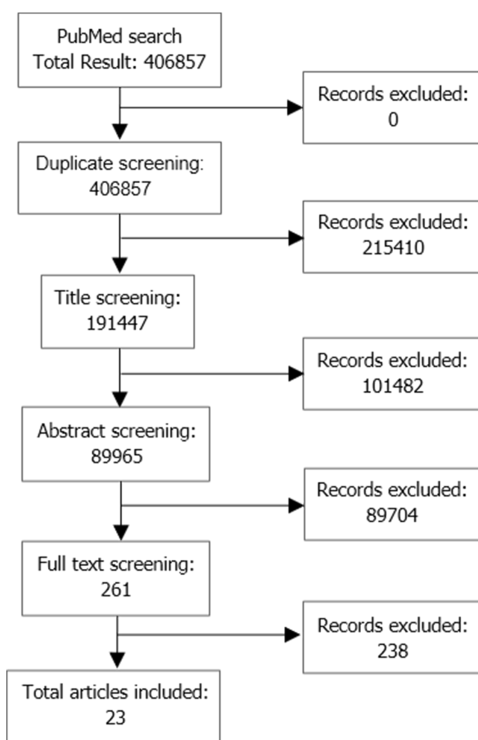 PubMed search
Total Result: 406857
Records excluded:
0
Duplicate screening:
406857
Records excluded:
215410
Title screening:
191447
Records excluded:
101482
Abstract screening:
89965
Records excluded:
89704
Full text screening:
261
Records excluded:
238
Total articles included:
23